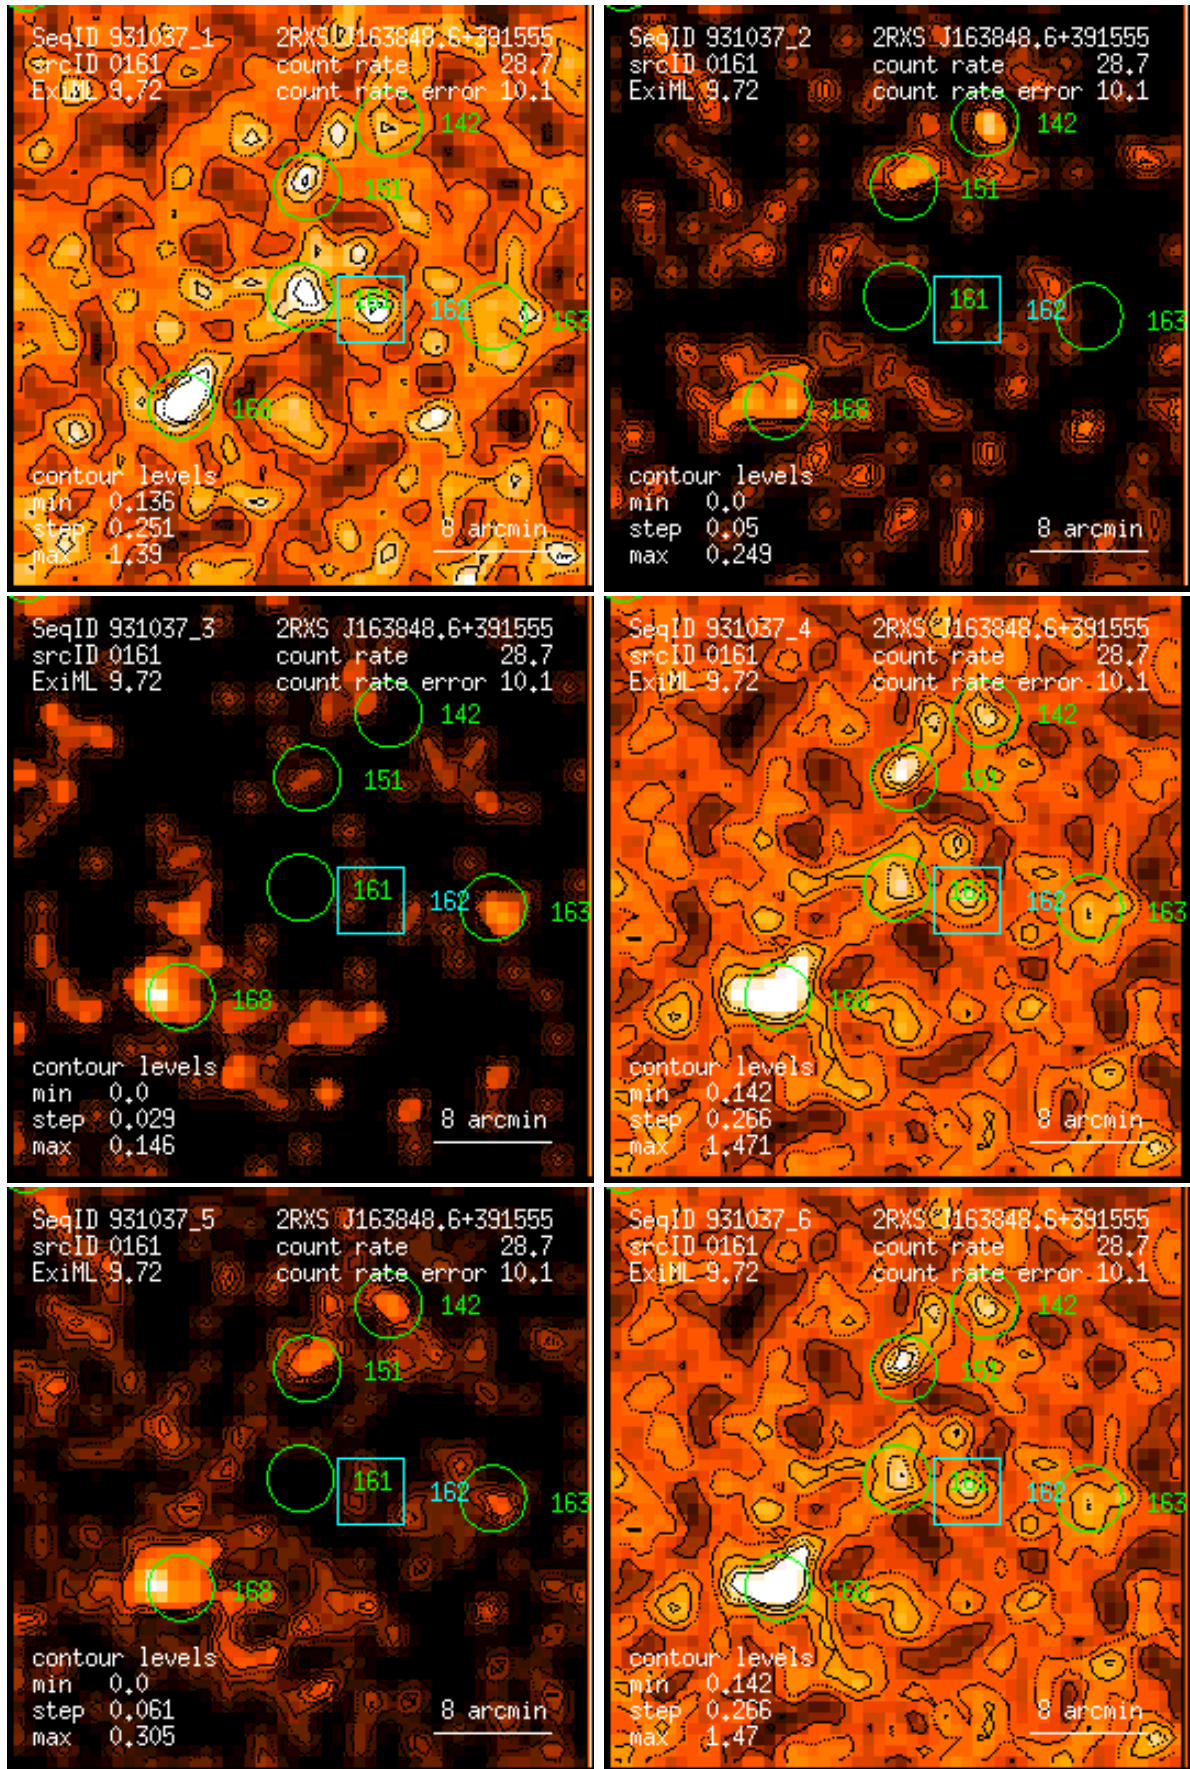 SeqID 931037_1 2RXS J163848.6+391555
srcID 0161 count rate 28.7
ExiML 9.72 count rate error 10.1
142
151
161 162 163
168
contour levels
min 0.136
step 0.251 8 arcmin
max 1.39
SeqID 931037_2 2RXS J163848.6+391555
srcID 0161 count rate 28.7
ExiML 9.72 count rate error 10.1
142
151
161 162 163
168
contour levels
min 0.0
step 0.05 8 arcmin
max 0.249
SeqID 931037_3 2RXS J163848.6+391555
srcID 0161 count rate 28.7
ExiML 9.72 count rate error 10.1
142
151
161 162 163
168
contour levels
min 0.0
step 0.029 8 arcmin
max 0.146
SeqID 931037_4 2RXS J163848.6+391555
srcID 0161 count rate 28.7
ExiML 9.72 count rate error 10.1
142
151
161 162 163
168
contour levels
min 0.142
step 0.266 8 arcmin
max 1.471
SeqID 931037_5 2RXS J163848.6+391555
srcID 0161 count rate 28.7
ExiML 9.72 count rate error 10.1
142
151
161 162 163
168
contour levels
min 0.0
step 0.061 8 arcmin
max 0.305
SeqID 931037_6 2RXS J163848.6+391555
srcID 0161 count rate 28.7
ExiML 9.72 count rate error 10.1
142
151
161 162 163
168
contour levels
min 0.142
step 0.266 8 arcmin
max 1.47